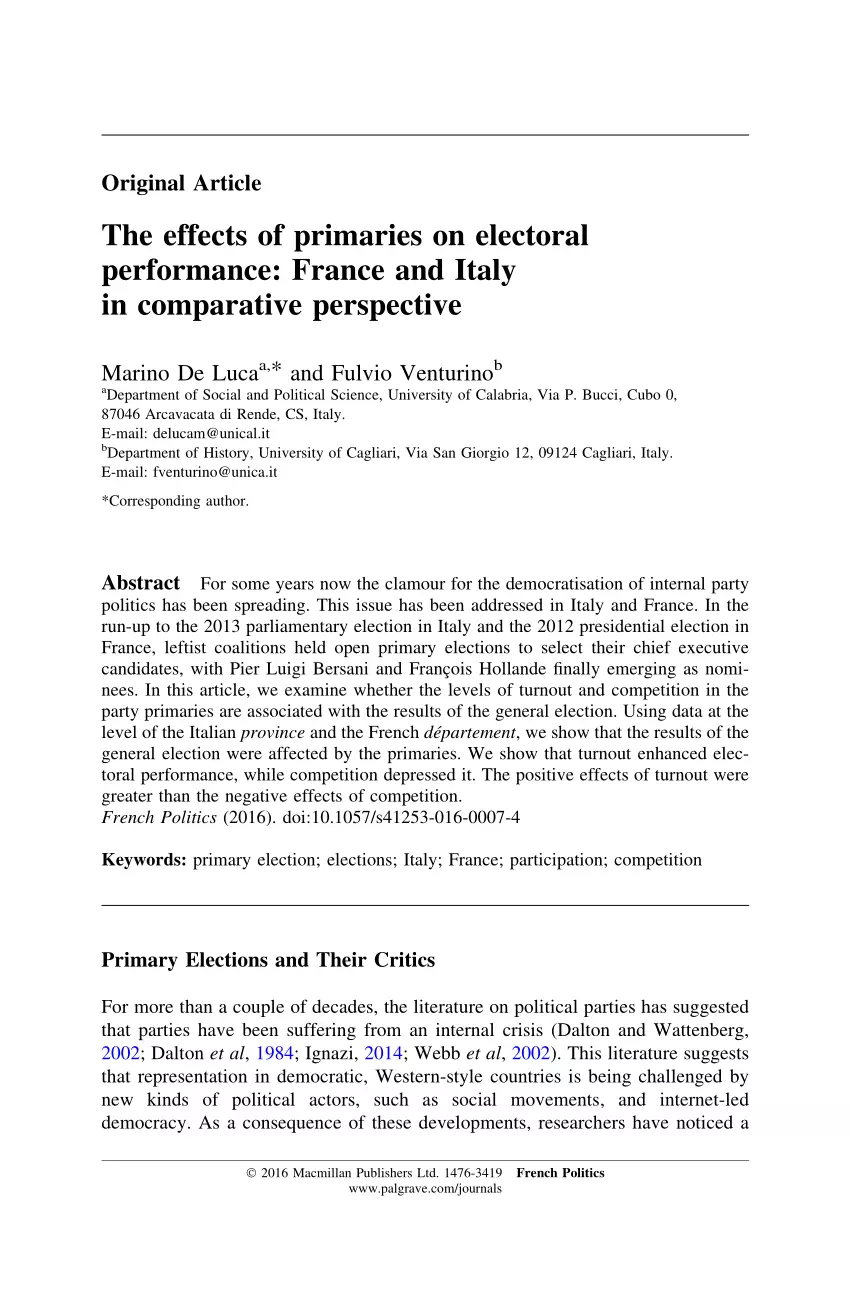 Original Article
The effects of primaries on electoral
performance: France and Italy
in comparative perspective
Marino De Lucaa,* and Fulvio Venturinob
aDepartment of Social and Political Science, University of Calabria, Via P. Bucci, Cubo 0,
87046 Arcavacata di Rende, CS, Italy.
E-mail: delucam@unical.it
bDepartment of History, University of Cagliari, Via San Giorgio 12, 09124 Cagliari, Italy.
E-mail: fventurino@unica.it
*Corresponding author.
Abstract For some years now the clamour for the democratisation of internal party
politics has been spreading. This issue has been addressed in Italy and France. In the
run-up to the 2013 parliamentary election in Italy and the 2012 presidential election in
France, leftist coalitions held open primary elections to select their chief executive
candidates, with Pier Luigi Bersani and François Hollande finally emerging as nomi-
nees. In this article, we examine whether the levels of turnout and competition in the
party primaries are associated with the results of the general election. Using data at the
level of the Italian province and the French département, we show that the results of the
general election were affected by the primaries. We show that turnout enhanced elec-
toral performance, while competition depressed it. The positive effects of turnout were
greater than the negative effects of competition.
French Politics (2016). doi:10.1057/s41253-016-0007-4
Keywords: primary election; elections; Italy; France; participation; competition
Primary Elections and Their Critics
For more than a couple of decades, the literature on political parties has suggested
that parties have been suffering from an internal crisis (Dalton and Wattenberg,
2002; Dalton et al, 1984; Ignazi, 2014; Webb et al, 2002). This literature suggests
that representation in democratic, Western-style countries is being challenged by
new kinds of political actors, such as social movements, and internet-led
democracy. As a consequence of these developments, researchers have noticed a
© 2016 Macmillan Publishers Ltd. 1476-3419 French Politics
www.palgrave.com/journals